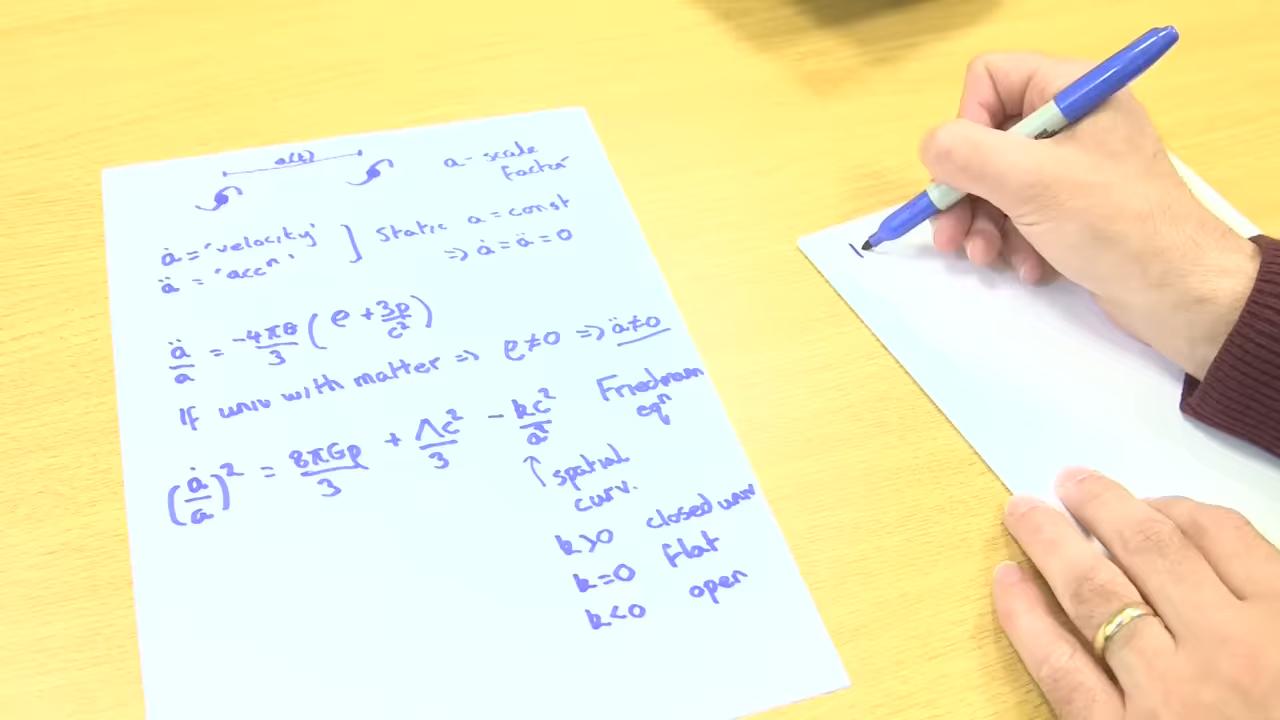 a(t)
a - scale
factor
ȧ = 'velocity' ] Static a = const
ä = 'accⁿ' ⇒ ȧ = ä = 0
ä/a = -4πG/3 (ρ + 3p/c²)
If univ with matter ⇒ ρ≠0 ⇒ ä≠0
(ȧ/a)² = 8πGρ/3 + Λc²/3 - kc²/a² Friedmann
eqⁿ
↑ spatial
curv.
k>0 closed univ
k=0 flat
k<0 open